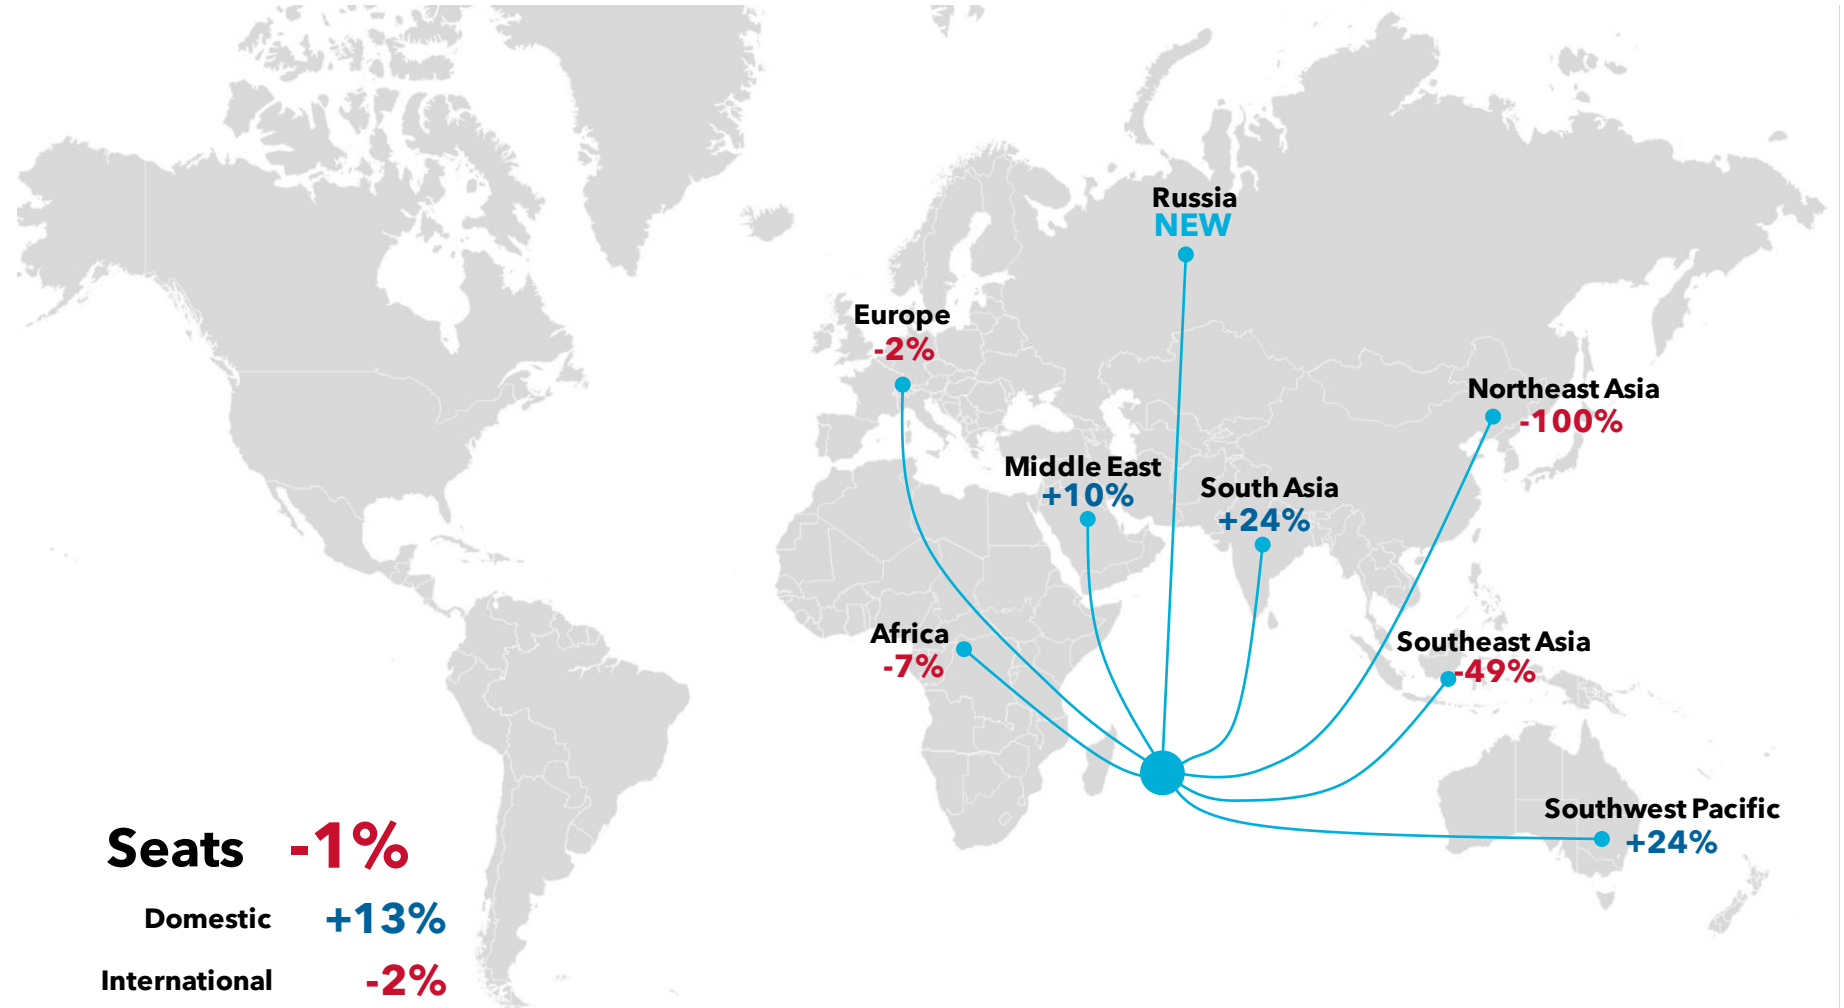 Russia
NEW
Europe
-2%
Northeast Asia
-100%
Middle East
+10%
South Asia
+24%
Africa
-7%
Southeast Asia
-49%
Southwest Pacific
+24%
Seats -1%
Domestic +13%
International -2%